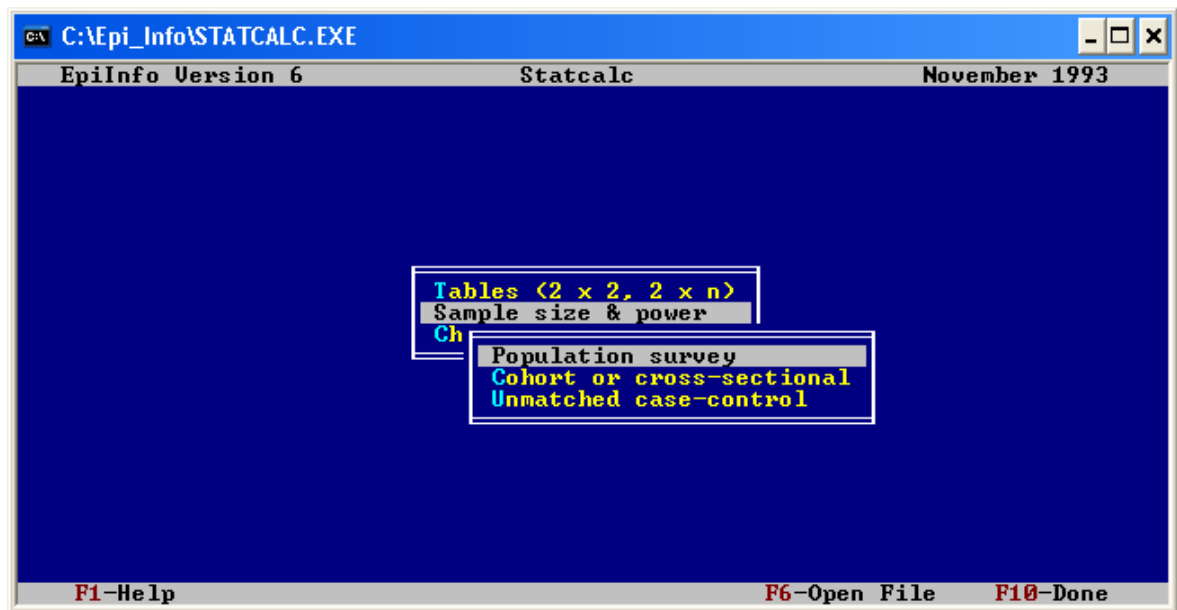 C:\Epi_Info\STATCALC.EXE
EpiInfo Version 6 Statcalc November 1993
Tables (2 x 2, 2 x n)
Sample size & power
Ch
Population survey
Cohort or cross-sectional
Unmatched case-control
F1-Help F6-Open File F10-Done